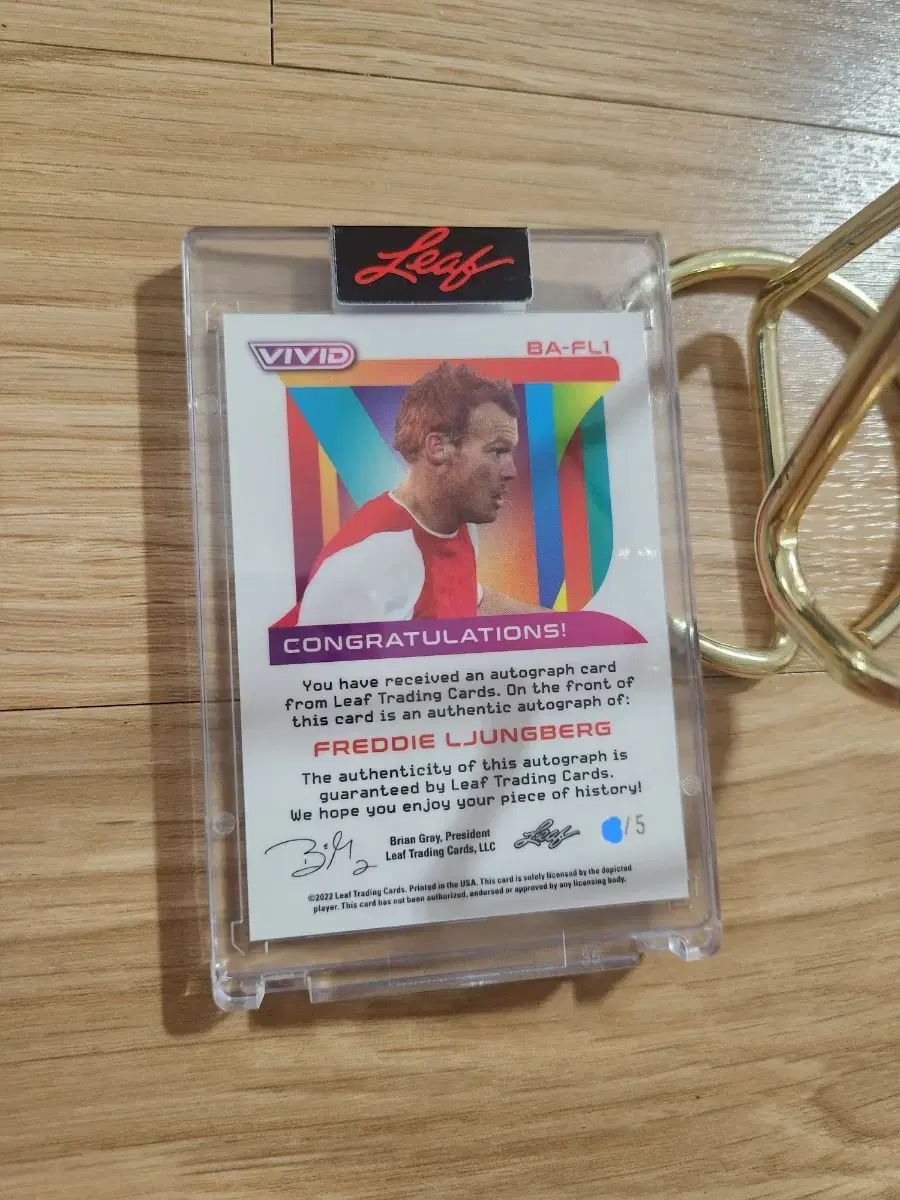 Leaf
VIVID
BA-FL1
CONGRATULATIONS!
You have received an autograph card
from Leaf Trading Cards. On the front of
this card is an authentic autograph of:
FREDDIE LJUNGBERG
The authenticity of this autograph is
guaranteed by Leaf Trading Cards.
We hope you enjoy your piece of history!
Brian Gray, President
Leaf Trading Cards, LLC
Leaf
/5
©2022 Leaf Trading Cards. Printed in the USA. This card is solely licensed by the depicted
player. This card has not been authorized, endorsed or approved by any licensing body.